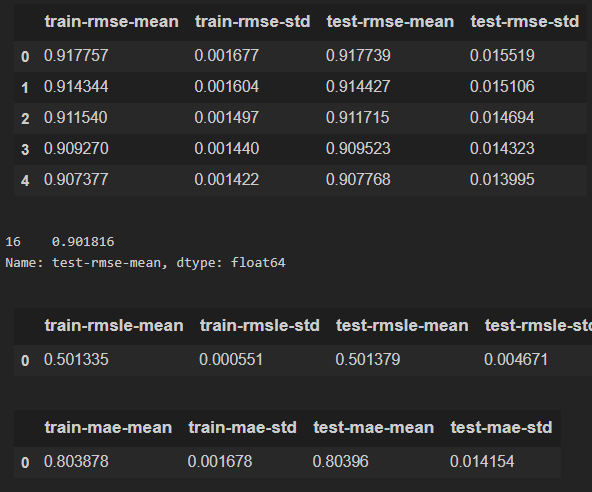 train-rmse-mean train-rmse-std test-rmse-mean test-rmse-std
0 0.917757 0.001677 0.917739 0.015519
1 0.914344 0.001604 0.914427 0.015106
2 0.911540 0.001497 0.911715 0.014694
3 0.909270 0.001440 0.909523 0.014323
4 0.907377 0.001422 0.907768 0.013995
16 0.901816
Name: test-rmse-mean, dtype: float64
train-rmsle-mean train-rmsle-std test-rmsle-mean test-rmsle-std
0 0.501335 0.000551 0.501379 0.004671
train-mae-mean train-mae-std test-mae-mean test-mae-std
0 0.803878 0.001678 0.80396 0.014154